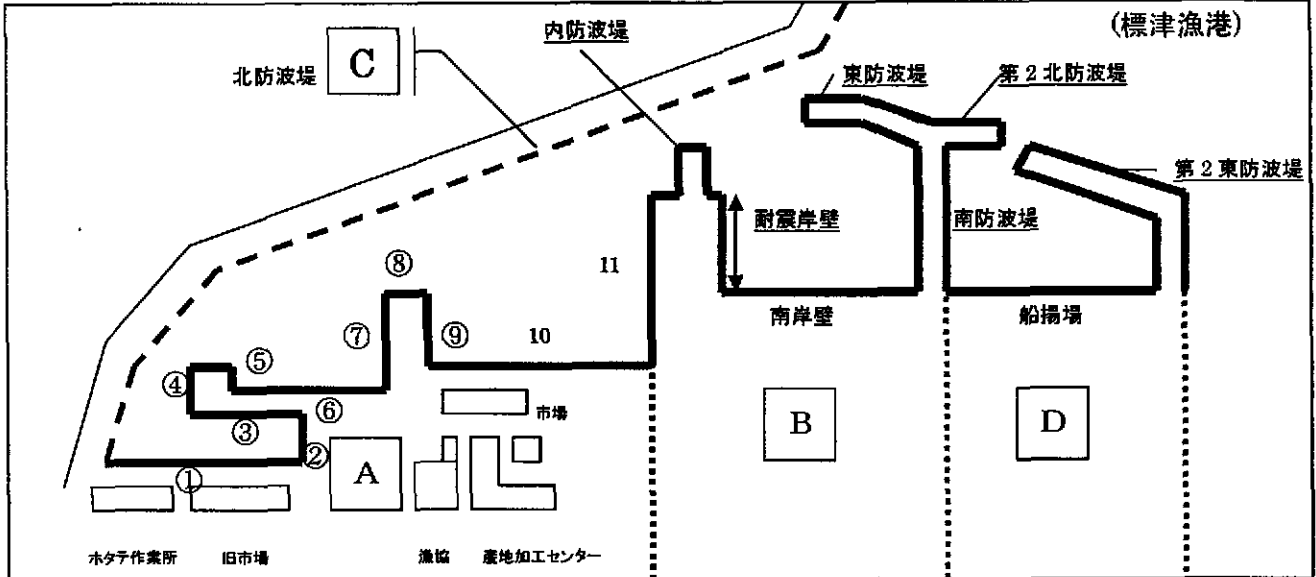 (標津漁港)
内防波堤
北防波堤
C
東防波堤
第2北防波堤
第2東防波堤
耐震岸壁
南防波堤
11
⑧
南岸壁
船揚場
⑦
⑨
10
⑤
④
⑥
市場
③
②
①
A
B
D
ホタテ作業所
旧市場
漁協
産地加工センター